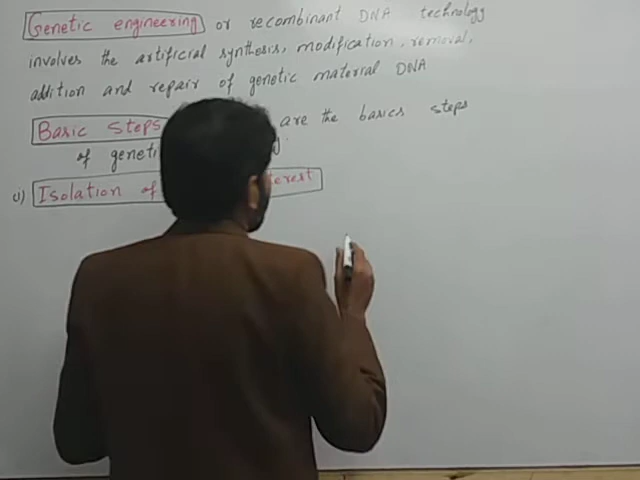 Genetic engineering or recombinant DNA technology
involves the artificial synthesis, modification, removal,
addition and repair of genetic material DNA
Basic steps are the basics steps
of geneti g.
(i) Isolation of terest